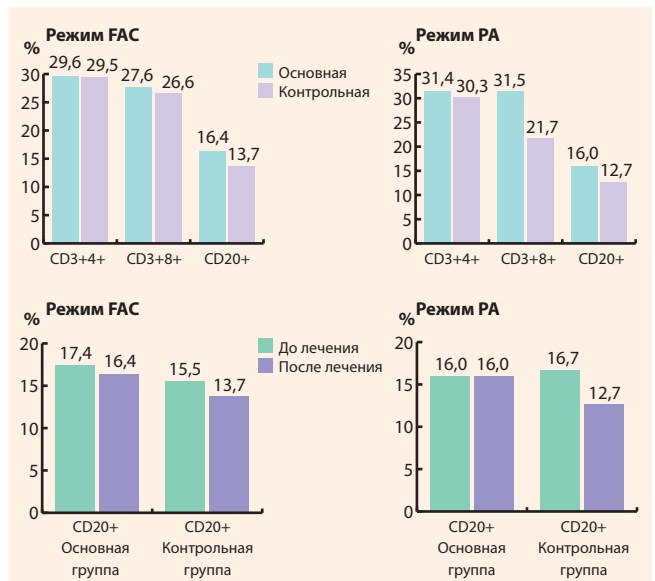 Режим FAC
%
29,6 29,5 27,6 26,6 16,4 13,7
30
25
20
15
10
5
0
CD3+4+ CD3+8+ CD20+
Основная
Контрольная
Режим PA
%
31,4 30,3 31,5 21,7 16,0 12,7
35
30
25
20
15
10
5
0
CD3+4+ CD3+8+ CD20+
Режим FAC
%
17,4 16,4 15,5 13,7
20
15
10
5
0
CD20+ CD20+
Основная Контрольная
группа группа
До лечения
После лечения
Режим PA
%
16,0 16,0 16,7 12,7
20
15
10
5
0
CD20+ CD20+
Основная Контрольная
группа группа